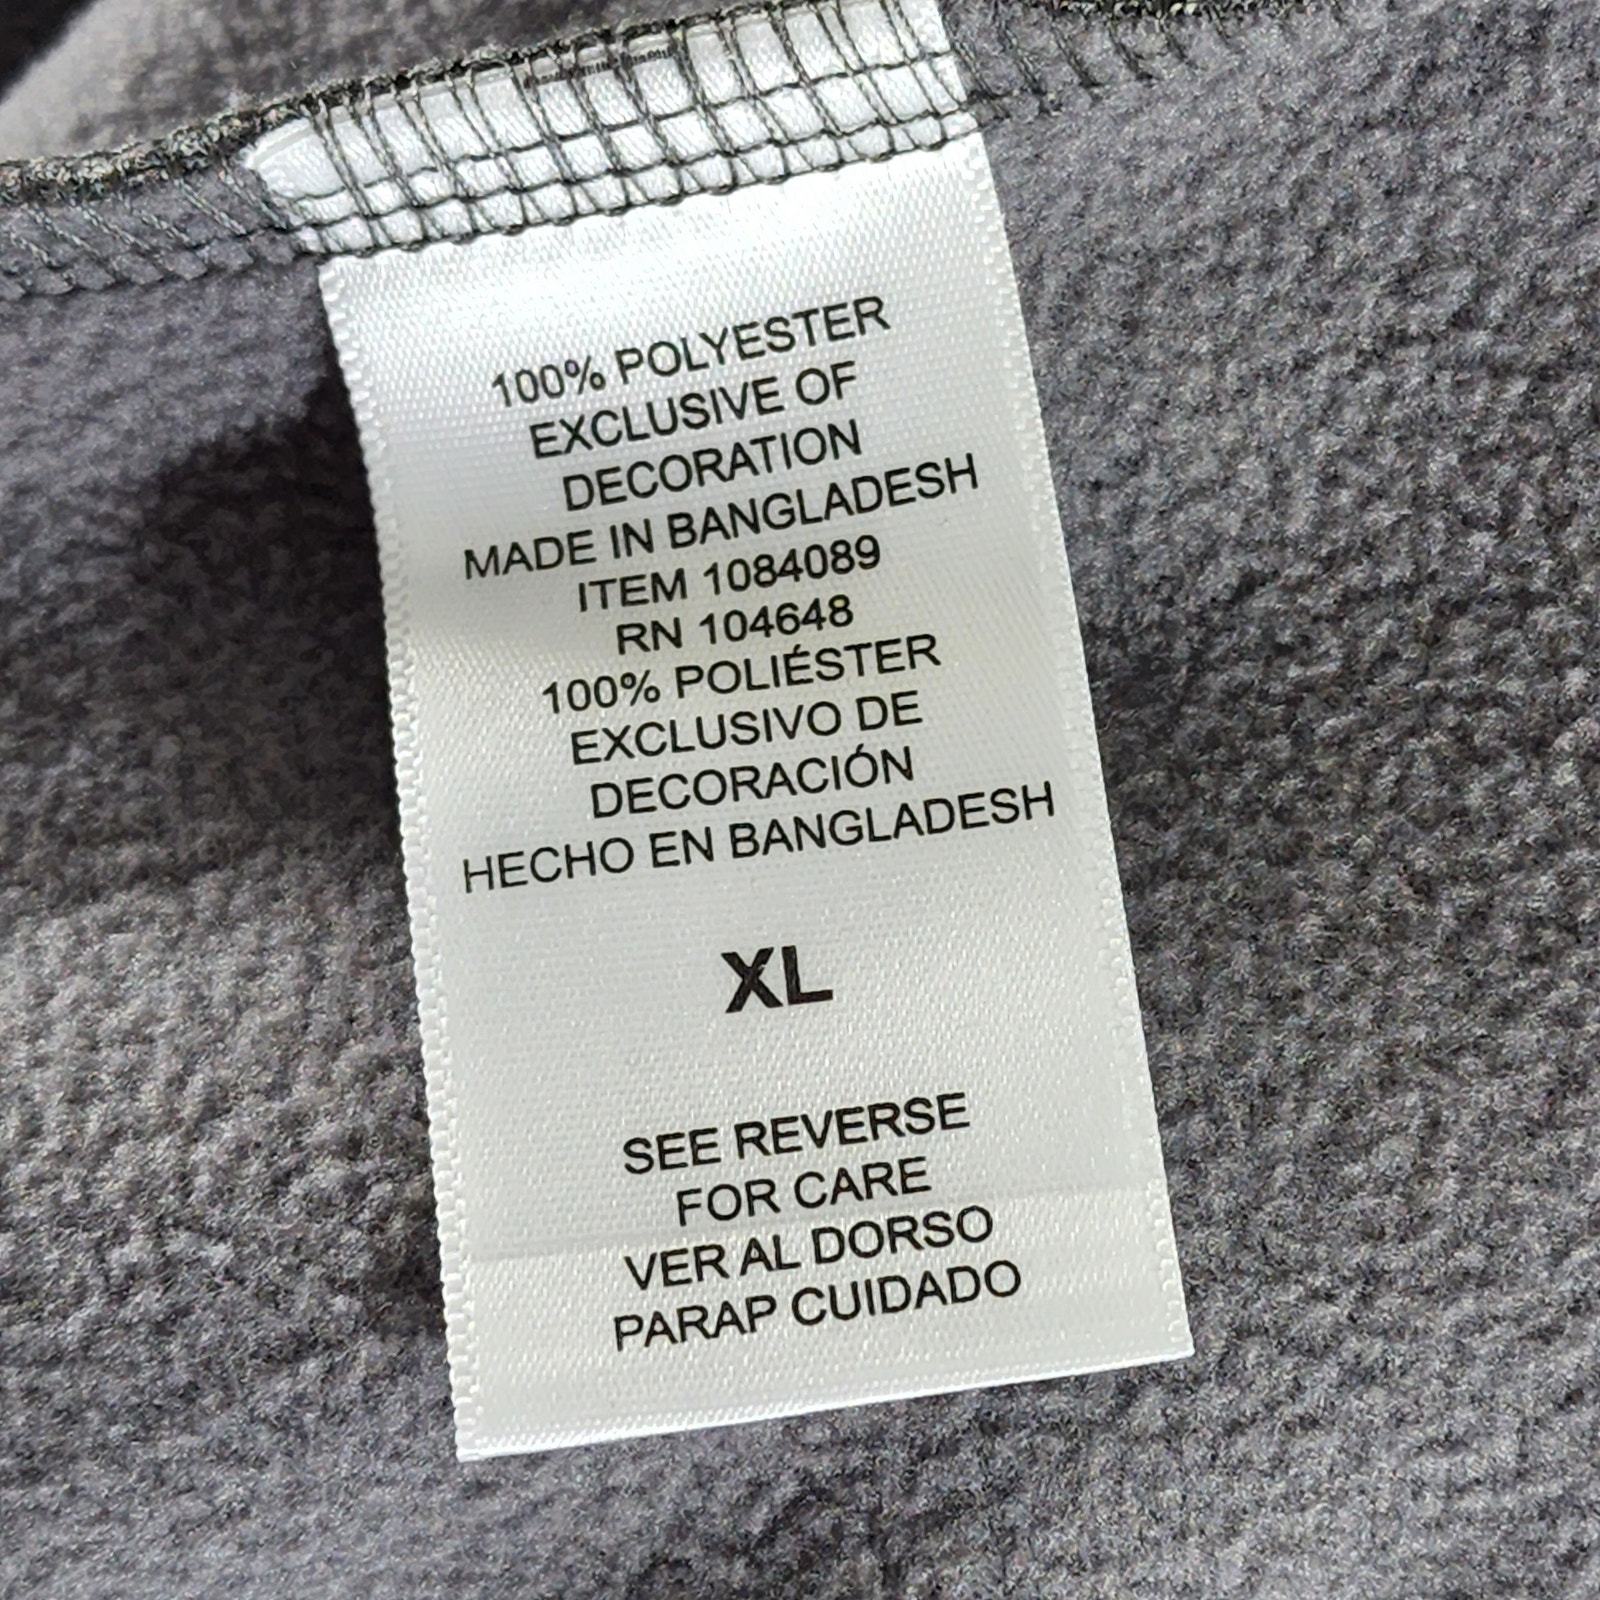 100% POLYESTER
EXCLUSIVE OF
DECORATION
MADE IN BANGLADESH
ITEM 1084089
RN 104648
100% POLIÉSTER
EXCLUSIVO DE
DECORACIÓN
HECHO EN BANGLADESH
XL
SEE REVERSE
FOR CARE
VER AL DORSO
PARAP CUIDADO